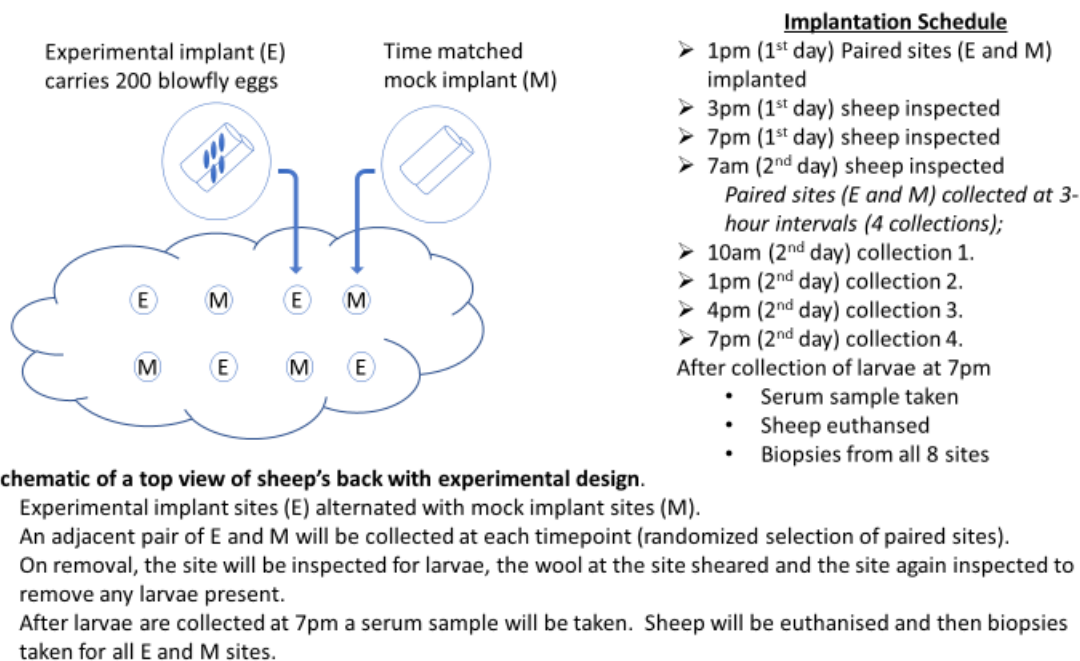 Experimental implant (E)
carries 200 blowfly eggs
Time matched
mock implant (M)
E M E M
M E M E
Implantation Schedule
➢ 1pm (1st day) Paired sites (E and M)
implanted
➢ 3pm (1st day) sheep inspected
➢ 7pm (1st day) sheep inspected
➢ 7am (2nd day) sheep inspected
Paired sites (E and M) collected at 3-
hour intervals (4 collections);
➢ 10am (2nd day) collection 1.
➢ 1pm (2nd day) collection 2.
➢ 4pm (2nd day) collection 3.
➢ 7pm (2nd day) collection 4.
After collection of larvae at 7pm
• Serum sample taken
• Sheep euthansed
• Biopsies from all 8 sites
chematic of a top view of sheep's back with experimental design.
Experimental implant sites (E) alternated with mock implant sites (M).
An adjacent pair of E and M will be collected at each timepoint (randomized selection of paired sites).
On removal, the site will be inspected for larvae, the wool at the site sheared and the site again inspected to
remove any larvae present.
After larvae are collected at 7pm a serum sample will be taken. Sheep will be euthanised and then biopsies
taken for all E and M sites.